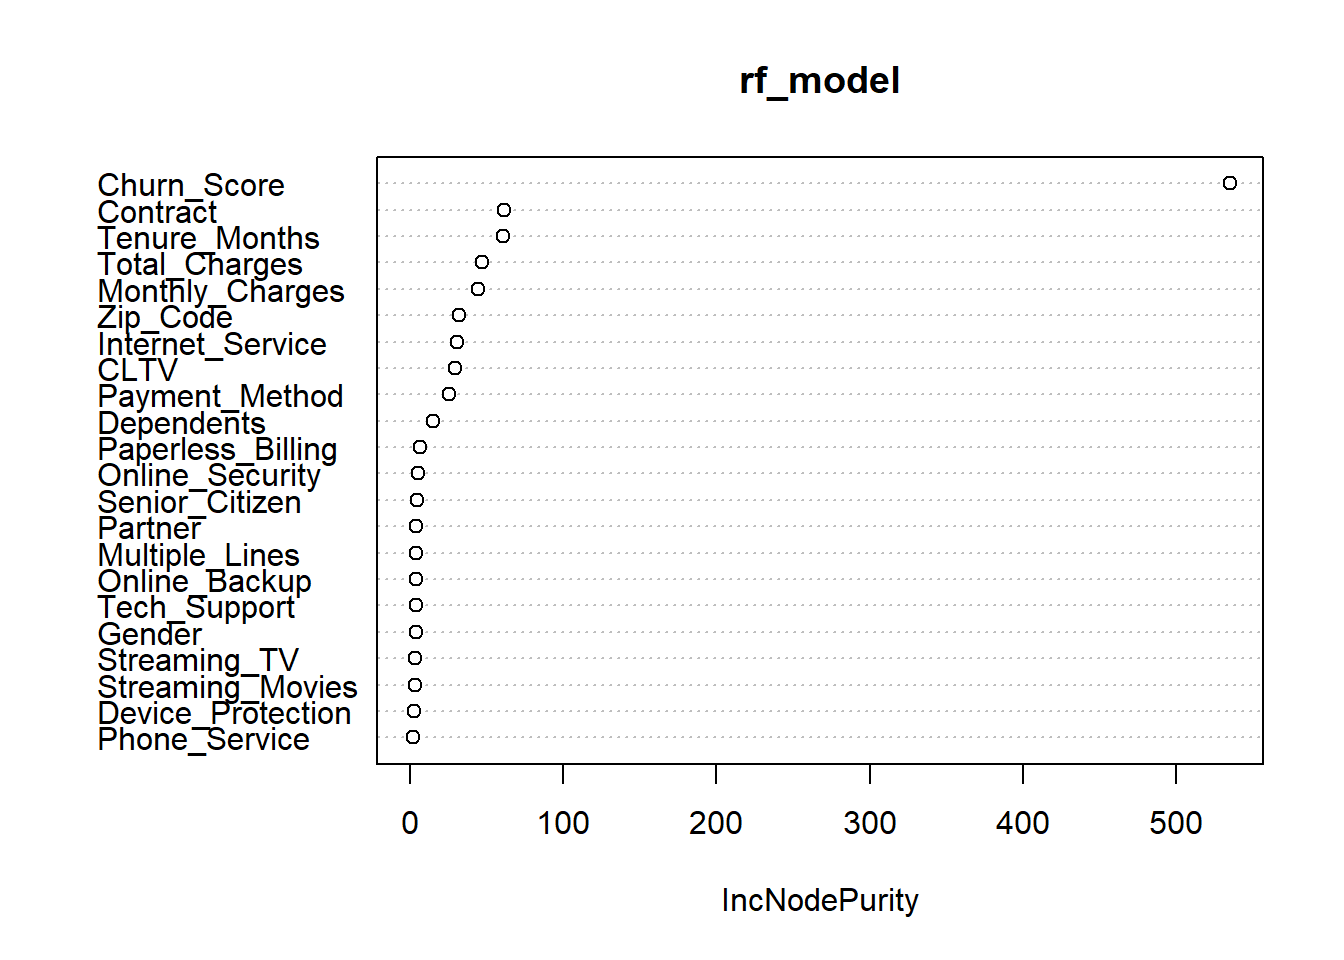 rf_model
Churn_Score
Contract
Tenure_Months
Total_Charges
Monthly_Charges
Zip_Code
Internet_Service
CLTV
Payment_Method
Dependents
Paperless_Billing
Online_Security
Senior_Citizen
Partner
Multiple_Lines
Online_Backup
Tech_Support
Gender
Streaming_TV
Streaming_Movies
Device_Protection
Phone_Service
0 100 200 300 400 500
IncNodePurity